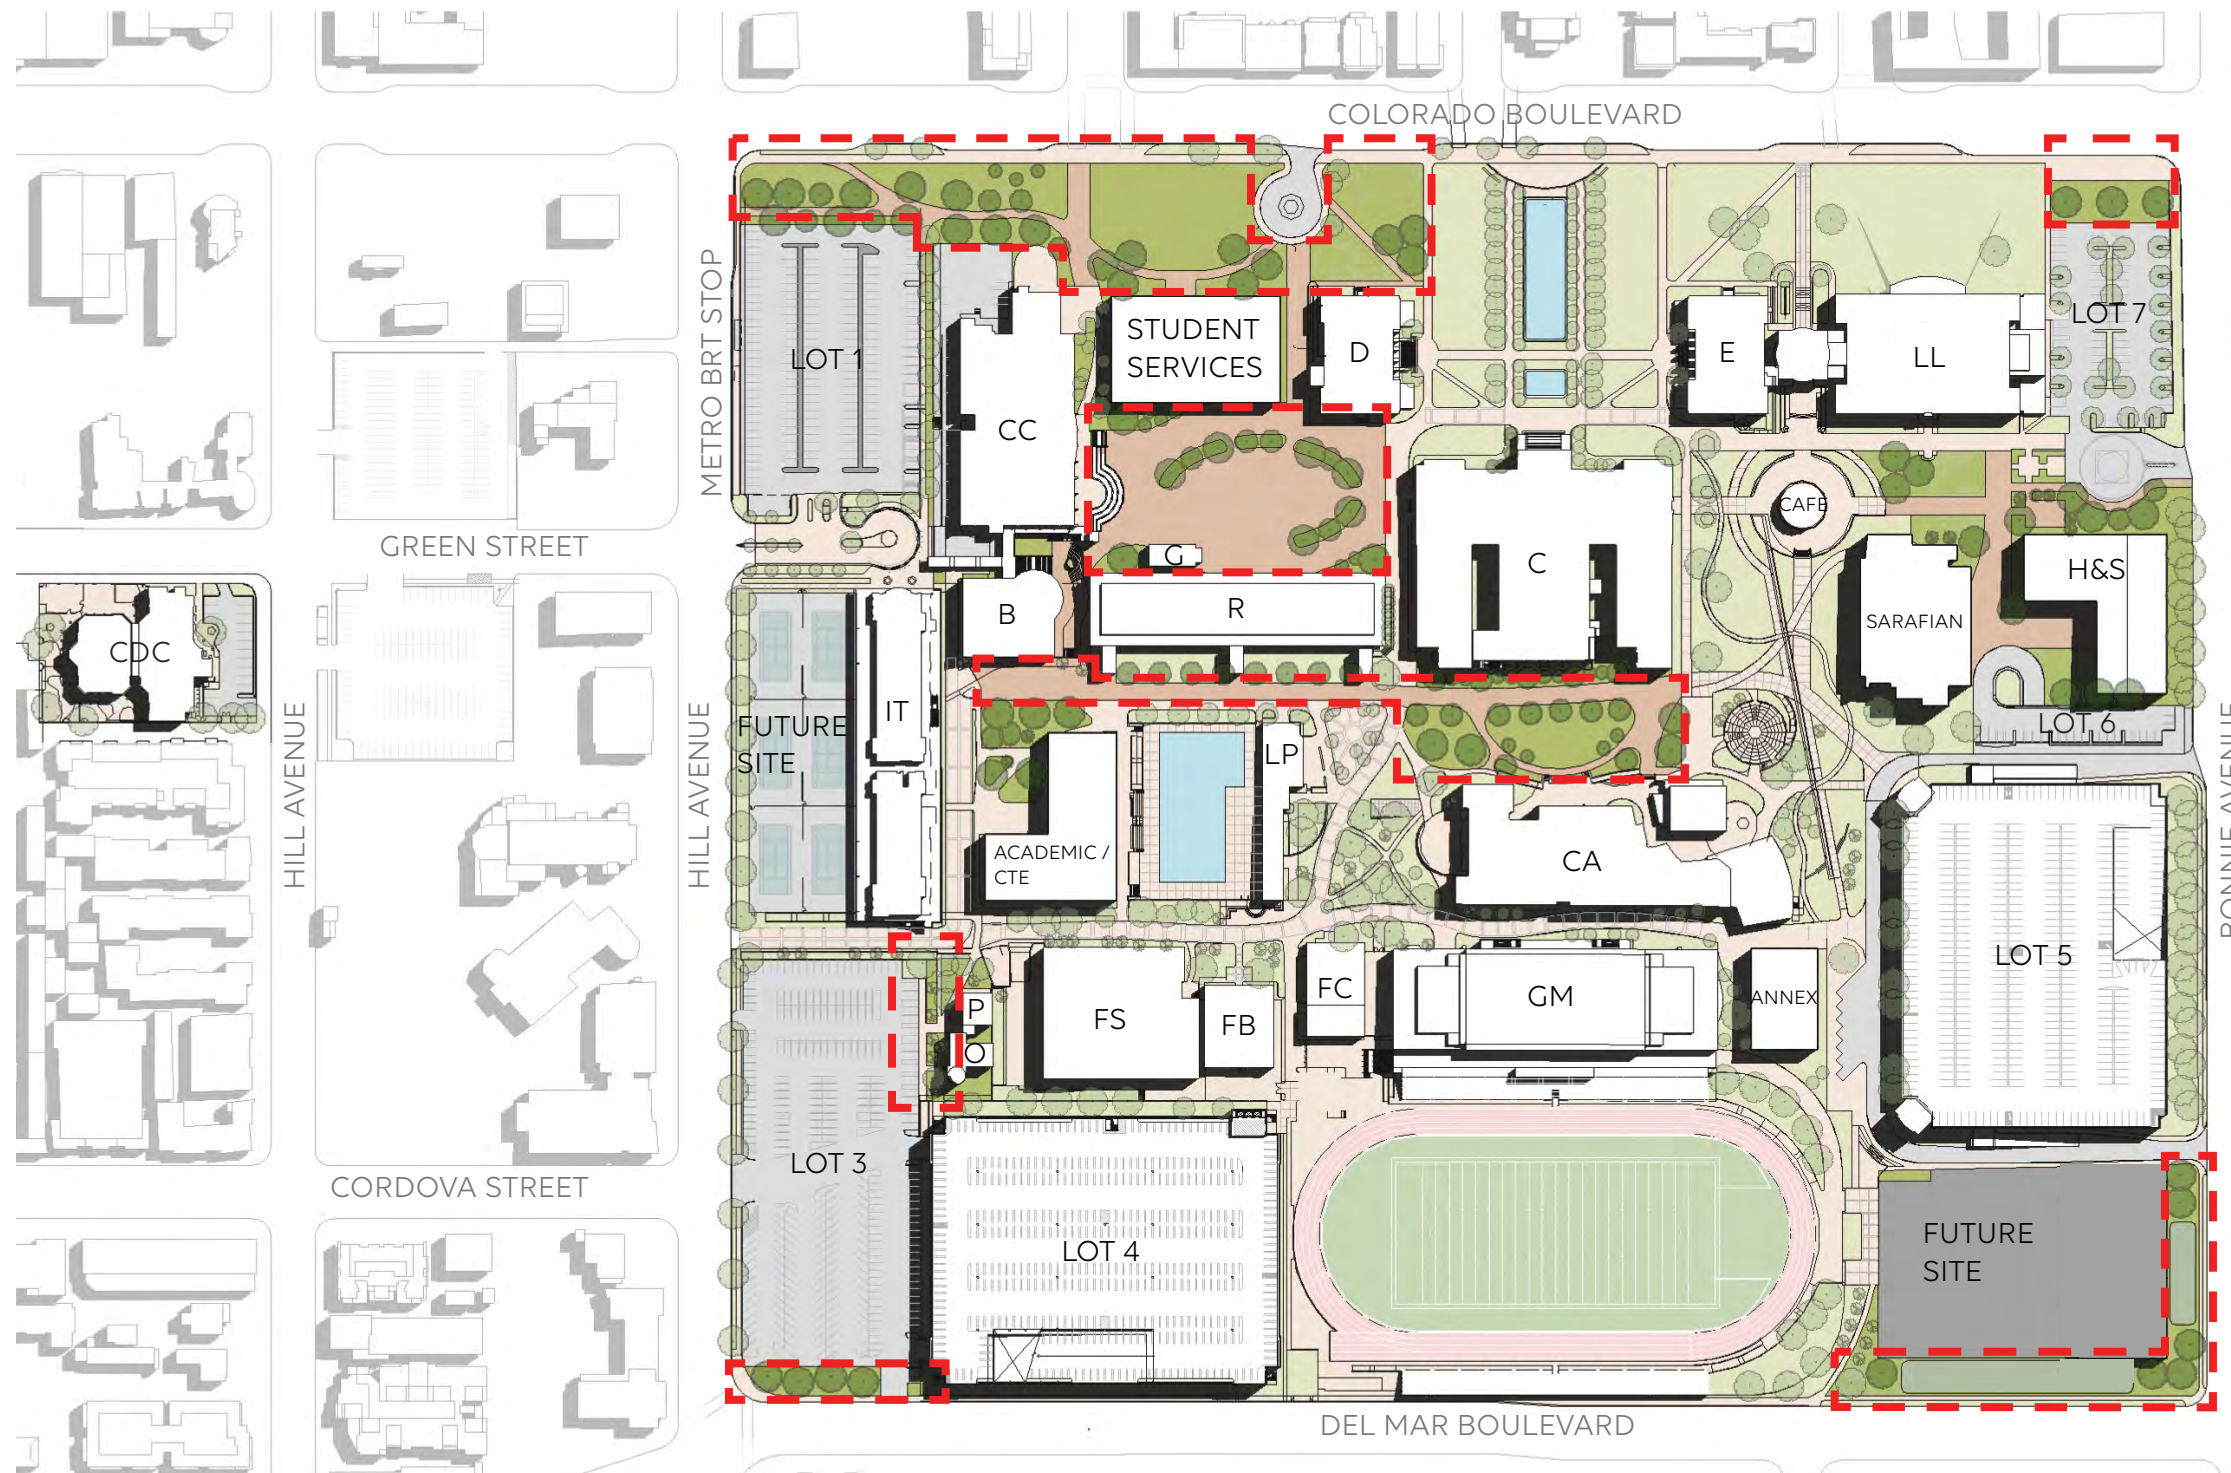 COLORADO BOULEVARD
METRO BRT STOP
LOT 1
CC
STUDENT
SERVICES
D
E
LL
LOT 7
CAFE
GREEN STREET
G
B
R
C
SARAFIAN
H&S
CDC
HILL AVENUE
HILL AVENUE
FUTURE
SITE
IT
LP
LOT 6
BONNIE AVENUE
ACADEMIC /
CTE
CA
LOT 5
P
O
FS
FB
FC
GM
ANNEX
LOT 3
CORDOVA STREET
LOT 4
FUTURE
SITE
DEL MAR BOULEVARD